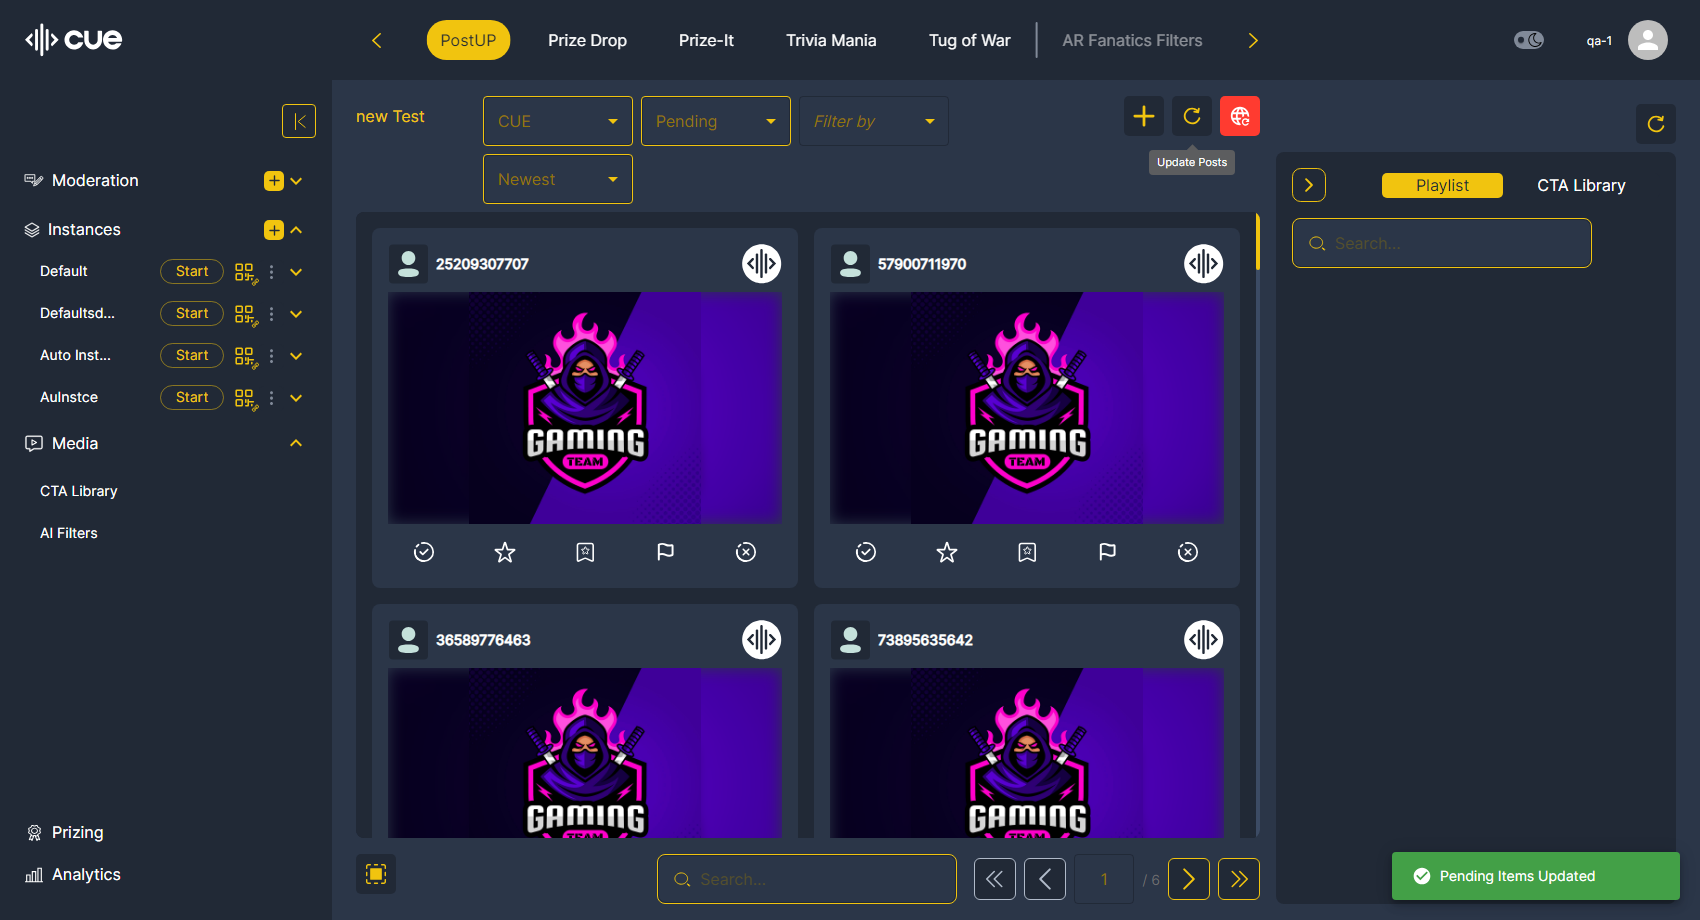 cue
PostUP
Prize Drop
Prize-It
Trivia Mania
Tug of War
AR Fanatics Filters
qa-1
Moderation
Instances
Default
Start
Defaultsd...
Start
Auto Inst...
Start
AuInstce
Start
Media
CTA Library
AI Filters
Prizing
Analytics
new Test
CUE
Pending
Filter by
Newest
Update Posts
25209307707
GAMING
TEAM
57900711970
GAMING
TEAM
36589776463
GAMING
TEAM
73895635642
GAMING
TEAM
Search...
1
/ 6
Playlist
CTA Library
Search...
Pending Items Updated